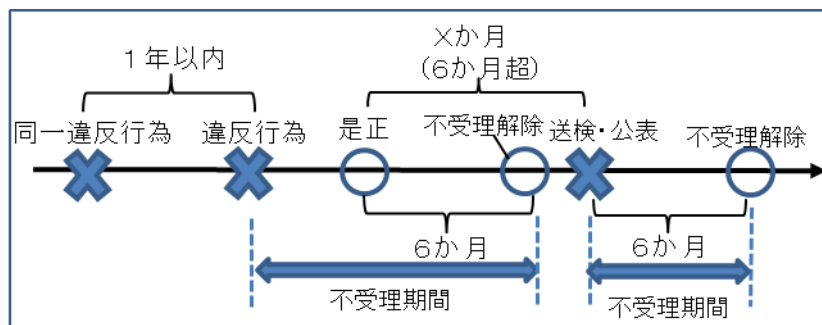 1年以内
Xか月
(6か月超)
同一違反行為
違反行為
是正
不受理解除
送検・公表
不受理解除
6か月
6か月
不受理期間
不受理期間